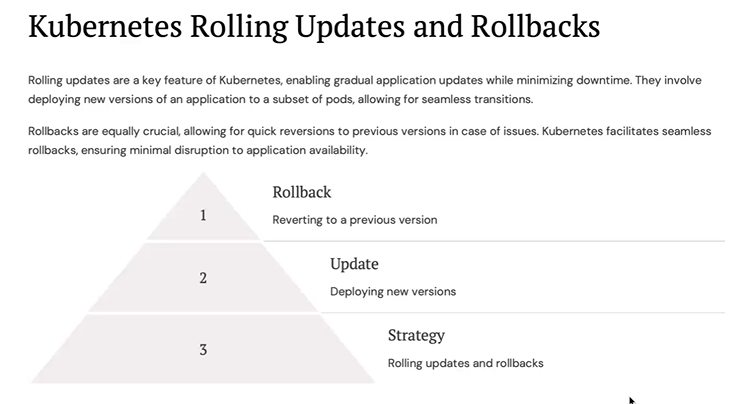 Kubernetes Rolling Updates and Rollbacks
Rolling updates are a key feature of Kubernetes, enabling gradual application updates while minimizing downtime. They involve
deploying new versions of an application to a subset of pods, allowing for seamless transitions.
Rollbacks are equally crucial, allowing for quick reversions to previous versions in case of issues. Kubernetes facilitates seamless
rollbacks, ensuring minimal disruption to application availability.
1
Rollback
Reverting to a previous version
2
Update
Deploying new versions
3
Strategy
Rolling updates and rollbacks